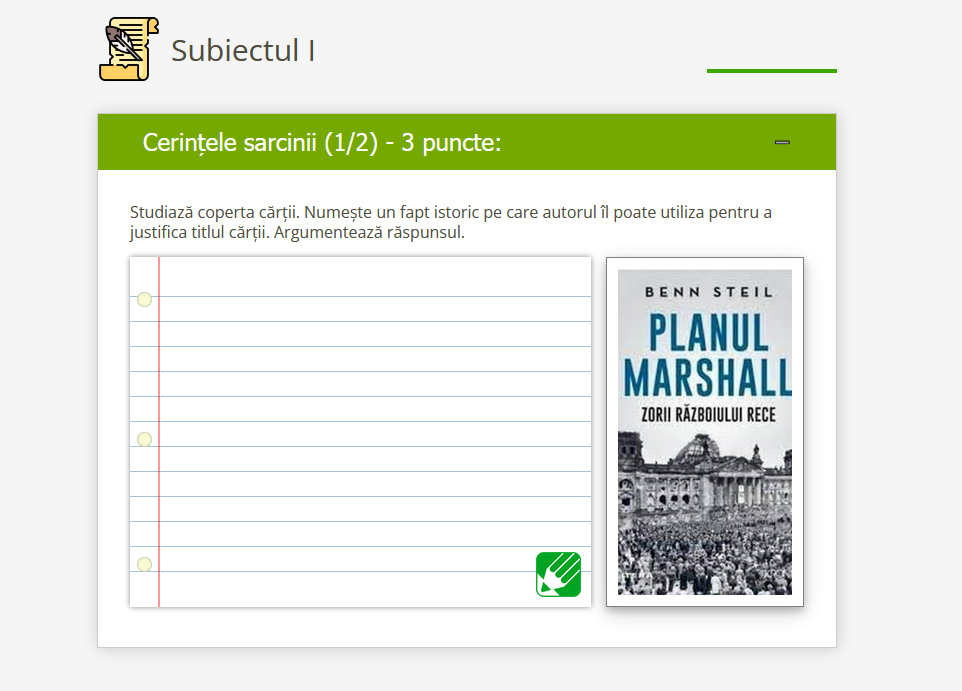 Subiectul I
Cerințele sarcinii (1/2) - 3 puncte:
Studiază coperta cărții. Numește un fapt istoric pe care autorul îl poate utiliza pentru a
justifica titlul cărții. Argumentează răspunsul.
BENN STEIL
PLANUL
MARSHALL
ZORII RĂZBOIULUI RECE